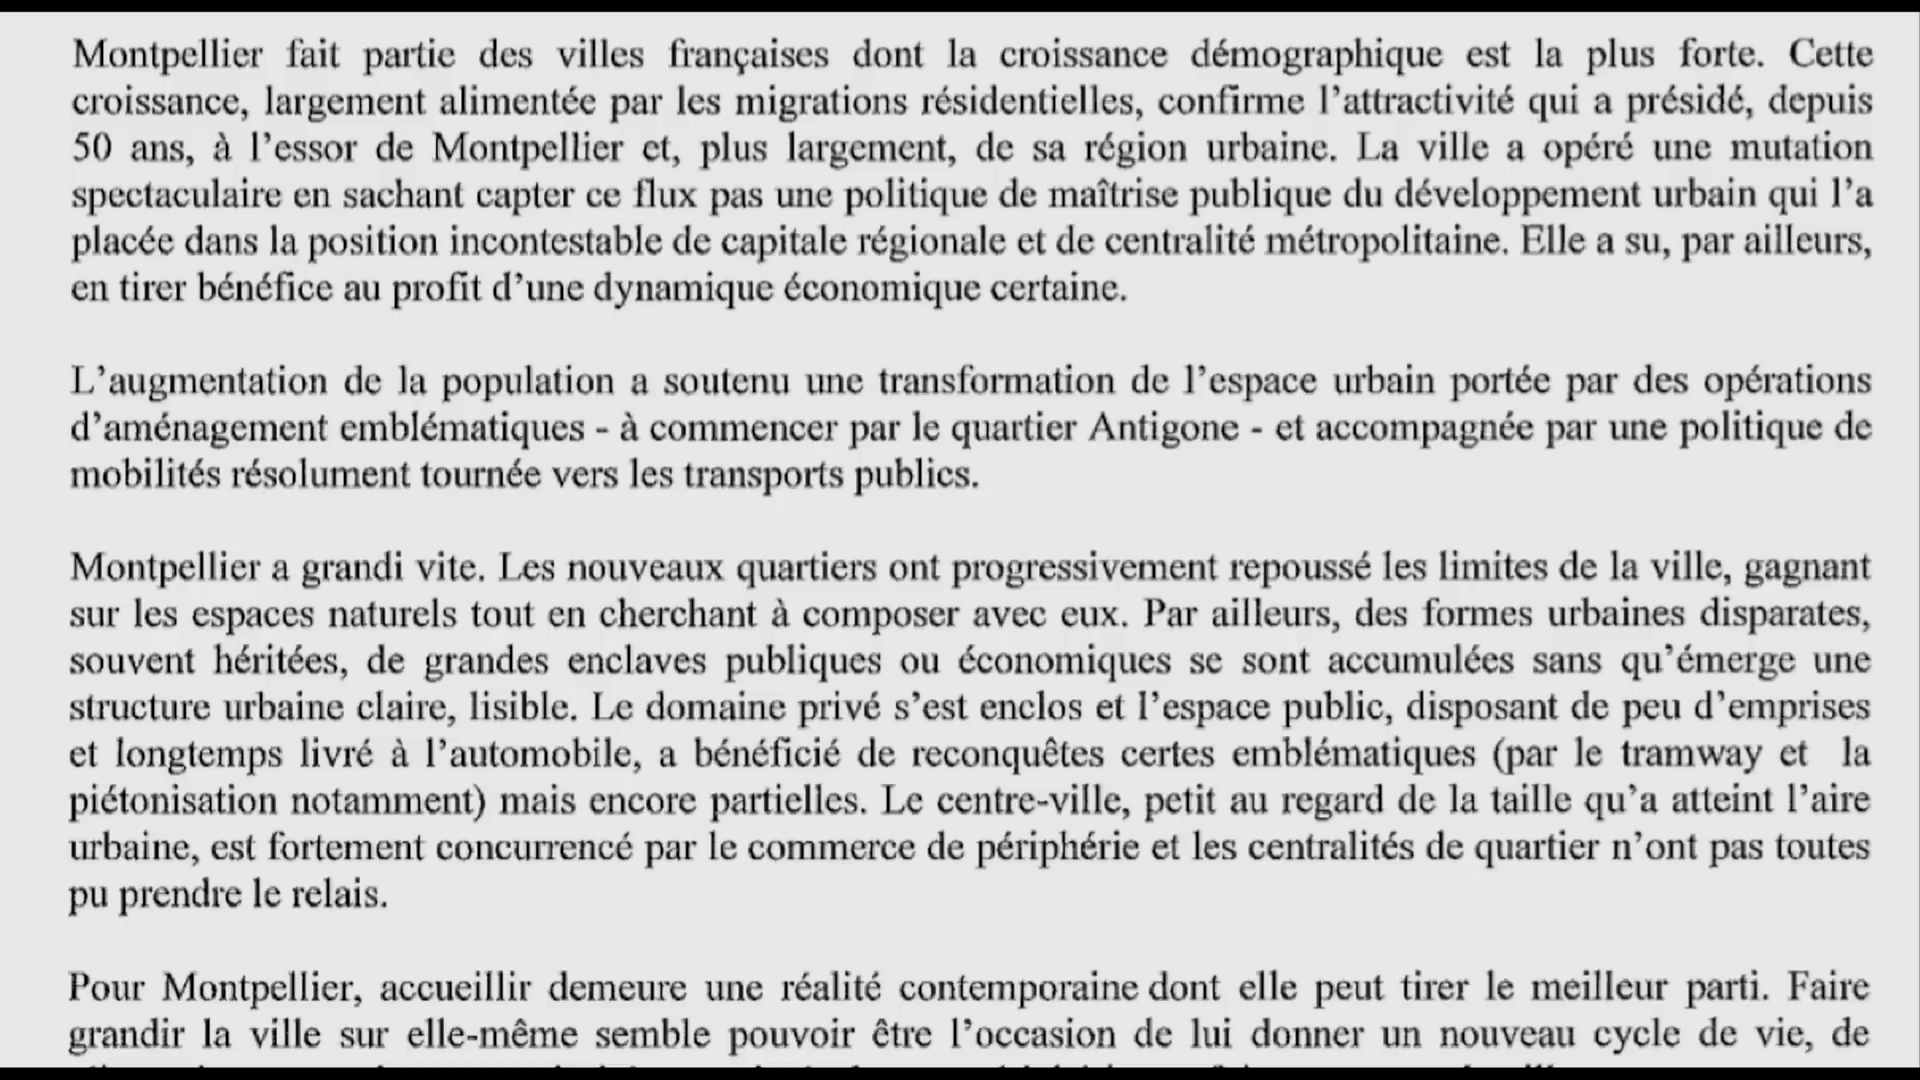 Montpellier fait partie des villes françaises dont la croissance démographique est la plus forte. Cette
croissance, largement alimentée par les migrations résidentielles, confirme l’attractivité qui a présidé, depuis
50 ans, à l’essor de Montpellier et, plus largement, de sa région urbaine. La ville a opéré une mutation
spectaculaire en sachant capter ce flux pas une politique de maîtrise publique du développement urbain qui l’a
placée dans la position incontestable de capitale régionale et de centralité métropolitaine. Elle a su, par ailleurs,
en tirer bénéfice au profit d’une dynamique économique certaine.
L’augmentation de la population a soutenu une transformation de l’espace urbain portée par des opérations
d’aménagement emblématiques - à commencer par le quartier Antigone - et accompagnée par une politique de
mobilités résolument tournée vers les transports publics.
Montpellier a grandi vite. Les nouveaux quartiers ont progressivement repoussé les limites de la ville, gagnant
sur les espaces naturels tout en cherchant à composer avec eux. Par ailleurs, des formes urbaines disparates,
souvent héritées, de grandes enclaves publiques ou économiques se sont accumulées sans qu’émerge une
structure urbaine claire, lisible. Le domaine privé s’est enclos et l’espace public, disposant de peu d’emprises
et longtemps livré à l’automobile, a bénéficié de reconquêtes certes emblématiques (par le tramway et la
piétonisation notamment) mais encore partielles. Le centre-ville, petit au regard de la taille qu’a atteint l’aire
urbaine, est fortement concurrencé par le commerce de périphérie et les centralités de quartier n’ont pas toutes
pu prendre le relais.
Pour Montpellier, accueillir demeure une réalité contemporaine dont elle peut tirer le meilleur parti. Faire
grandir la ville sur elle-même semble pouvoir être l’occasion de lui donner un nouveau cycle de vie, de